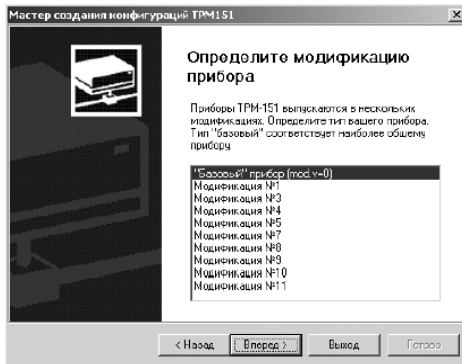 Мастер создания конфигураций ТРМ151
Определите модификацию
прибора
Приборы ТРМ-151 выпускаются в нескольких
модификациях. Определите тип вашего прибора.
Тип "базовый" соответствует наиболее общему
прибору
"Базовый" прибор (mod.v=0)
Модификация №1
Модификация №3
Модификация №4
Модификация №5
Модификация №7
Модификация №8
Модификация №9
Модификация №10
Модификация №11
< Назад Вперед > Выход Готово